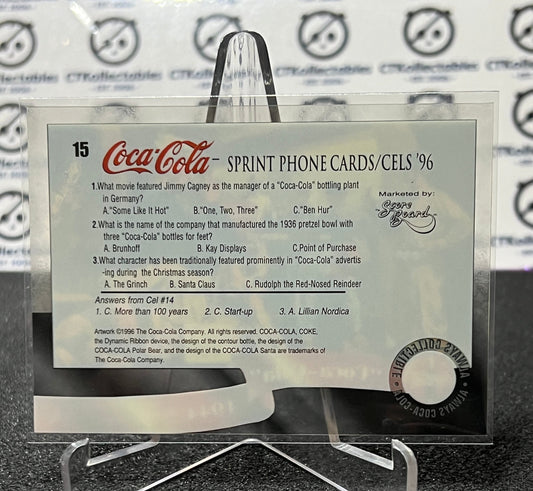 CTKollectables
15
Coca-Cola SPRINT PHONE CARDS/CELS '96
1.What movie featured Jimmy Cagney as the manager of a "Coca-Cola" bottling plant
in Germany?
A."Some Like It Hot" B."One, Two, Three" C."Ben Hur"
Marketed by:
Score Board
2.What is the name of the company that manufactured the 1936 pretzel bowl with
three "Coca-Cola" bottles for feet?
A. Brunhoff B. Kay Displays C.Point of Purchase
3.What character has been traditionally featured prominently in "Coca-Cola" advertis
-ing during the Christmas season?
A. The Grinch B. Santa Claus C. Rudolph the Red-Nosed Reindeer
Answers from Cel #14
1. C. More than 100 years 2. C. Start-up 3. A. Lillian Nordica
Artwork ©1996 The Coca-Cola Company. All rights reserved. COCA-COLA, COKE,
the Dynamic Ribbon device, the design of the contour bottle, the design of the
COCA-COLA Polar Bear, and the design of the COCA-COLA Santa are trademarks of
The Coca-Cola Company.
ALWAYS COLLECTIBLE
ALWAYS COCA-COLA